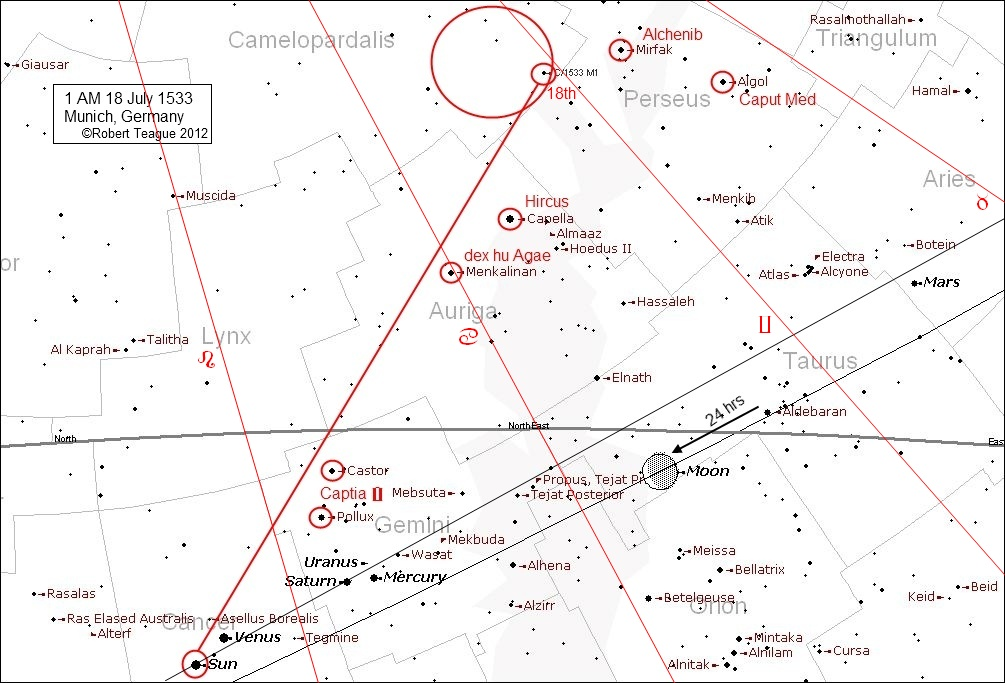 Rasalmothallah
Camelopardalis
Alchenib
Triangulum
Mirfak
Giausar
C/1533 M1
Algol
Hamal
18th
Perseus
Caput Med
1 AM 18 July 1533
Munich, Germany
©Robert Teague 2012
Aries
Muscida
Hircus
Menkib
♉
Capella
Atik
Almaaz
Botein
Hoedus II
dex hu Agae
Electra
or
Menkalinan
Atlas
Alcyone
Mars
Auriga
Hassaleh
Lynx
♋
♊
Talitha
Al Kaprah
♌
Taurus
Elnath
24 hrs
Aldebaran
North
NorthEast
Eas
Castor
Moon
Propus, Tejat Pr
Captia ♊
Mebsuta
Tejat Posterior
Pollux
Gemini
Mekbuda
Meissa
Wasat
Uranus
Alhena
Bellatrix
Saturn
Mercury
Rasalas
Betelgeuse
Keid
Beid
Alzirr
Orion
Ras Elased Australis
Asellus Borealis
Cancer
Alterf
Venus
Tegmine
Mintaka
Alnilam
Cursa
Sun
Alnitak